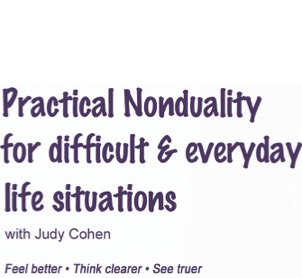 Practical Nonduality
for difficult & everyday
life situations
with Judy Cohen
Feel better • Think clearer • See truer